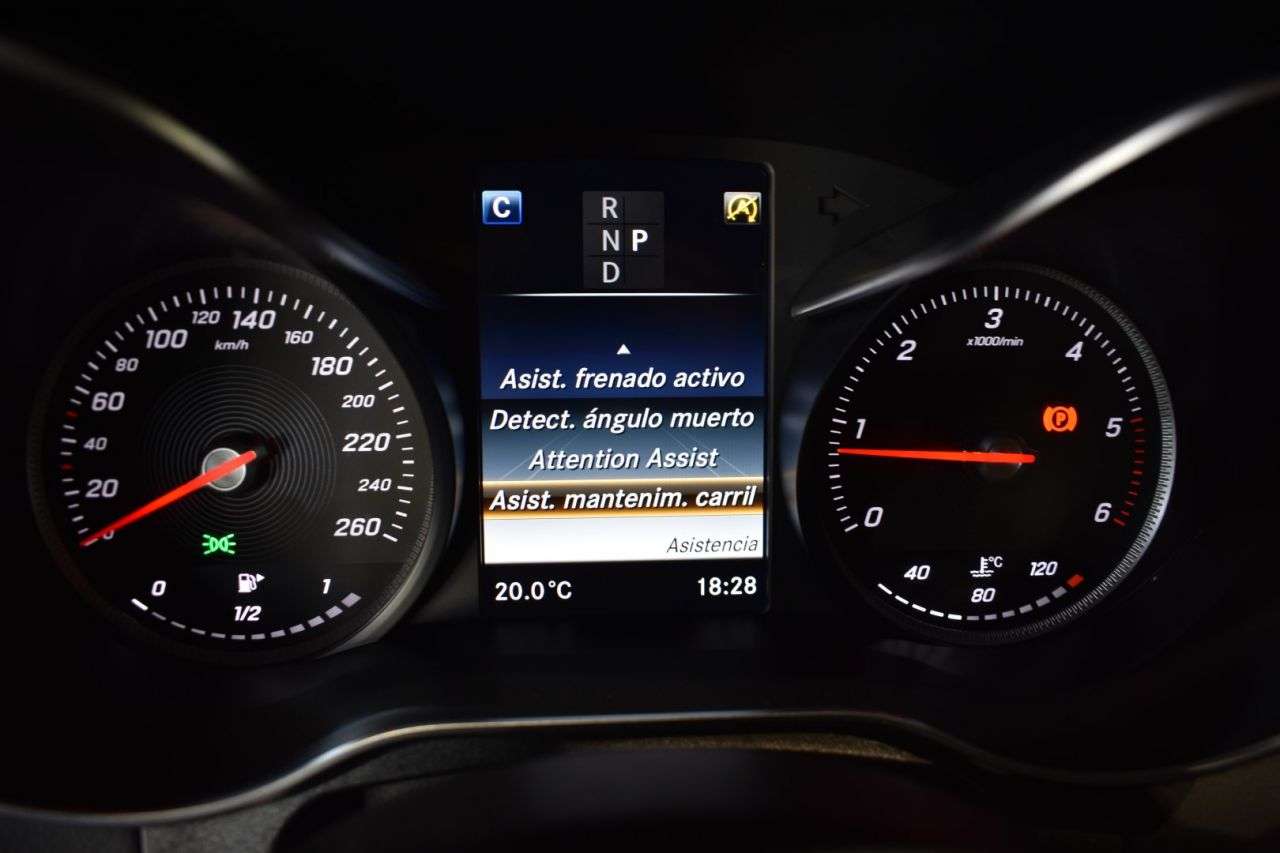 C
R
N P
D
A
Asist. frenado activo
Detect. ángulo muerto
Attention Assist
Asist. mantenim. carril
Asistencia
20.0°C
18:28
0
20
40
60
80
100
120
140
160
180
200
220
240
260
km/h
0
1/2
1
0
1
2
3
4
5
6
x1000/min
P
40
80
120
°C